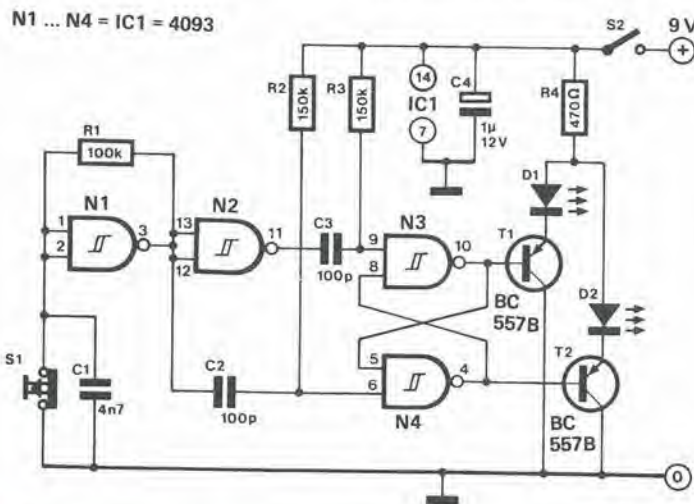 N1 ... N4 = IC1 = 4093
S2
9 V
+
R2
150k
R3
150k
14
IC1
7
C4
1µ
12V
R4
470Ω
R1
100k
D1
N1
1
2
3
N2
13
12
11
C3
100p
N3
9
8
10
T1
BC
557B
D2
S1
C1
4n7
C2
100p
5
6
4
N4
T2
BC
557B
0